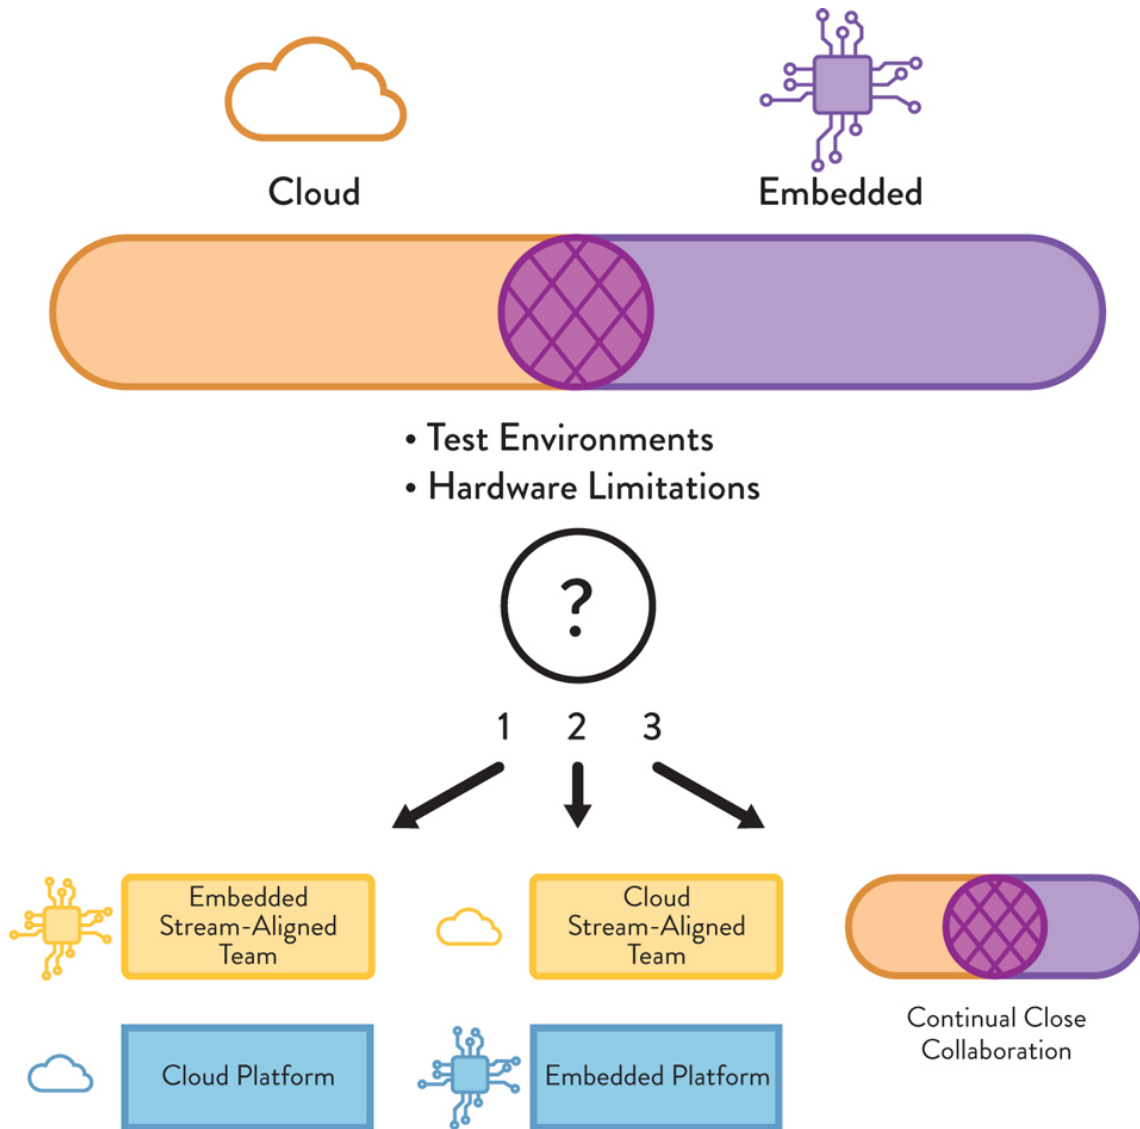 Cloud
Embedded
• Test Environments
• Hardware Limitations
?
1 2 3
Embedded
Stream-Aligned
Team
Cloud
Stream-Aligned
Team
Continual Close
Collaboration
Cloud Platform
Embedded Platform